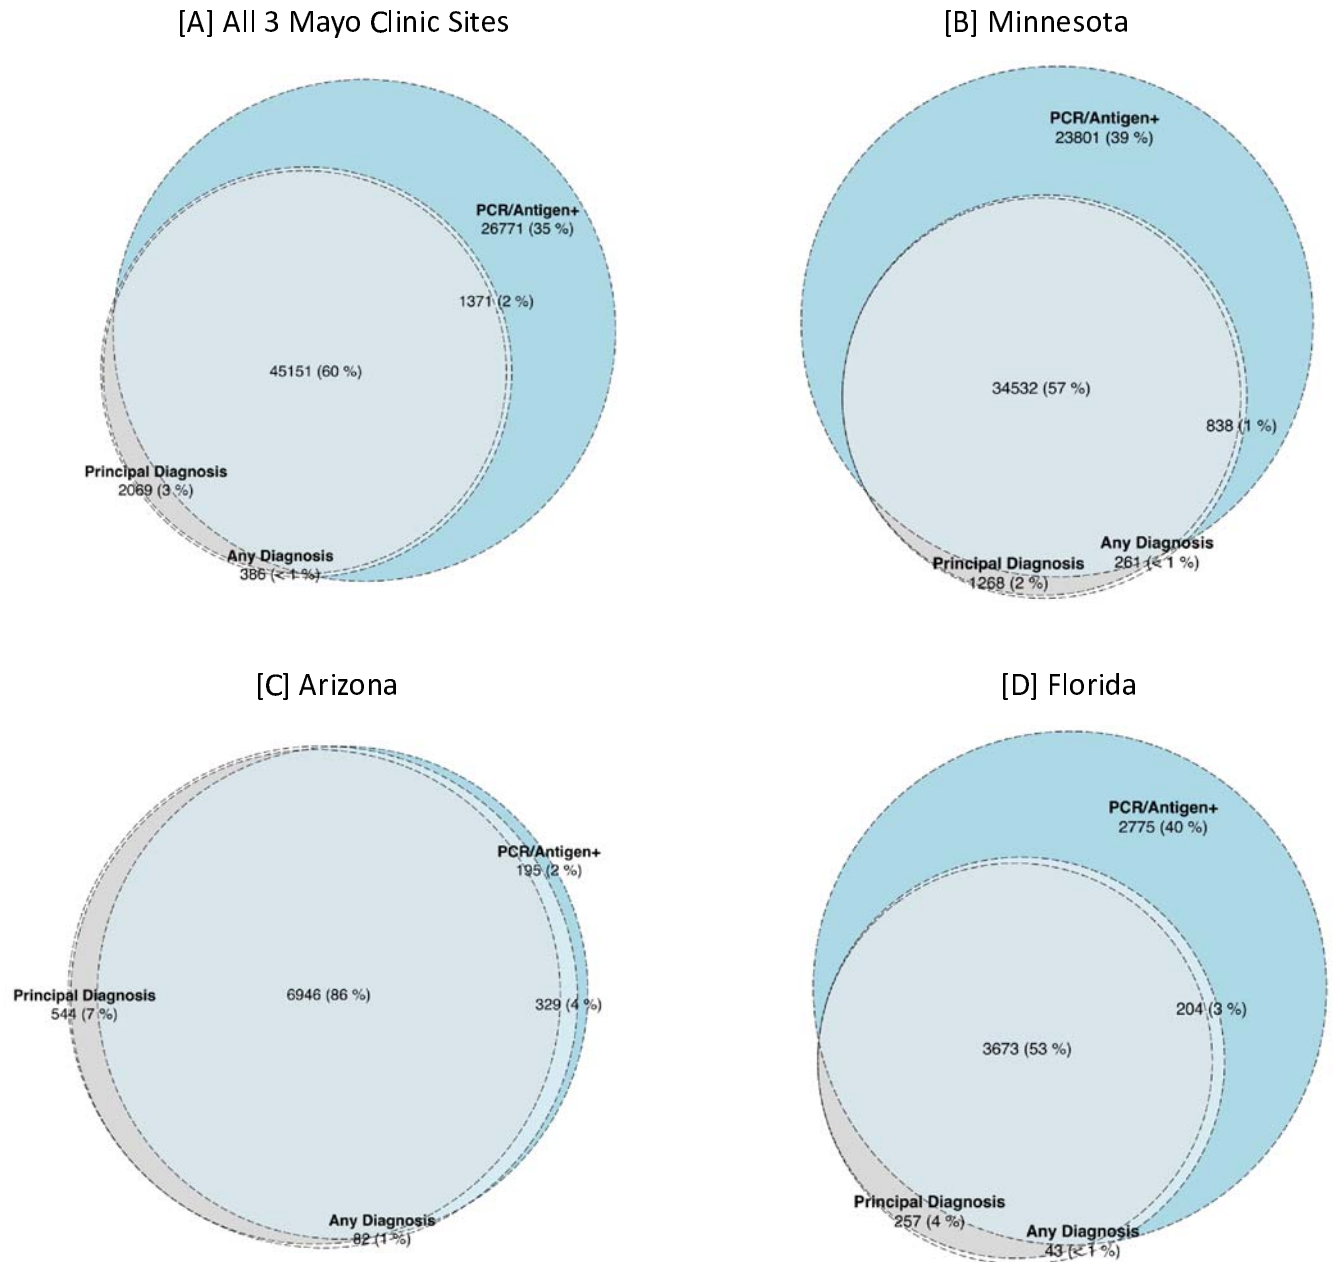 [A] All 3 Mayo Clinic Sites
PCR/Antigen+
26771 (35 %)
1371 (2 %)
45151 (60 %)
Principal Diagnosis
2069 (3 %)
Any Diagnosis
386 (< 1 %)
[B] Minnesota
PCR/Antigen+
23801 (39 %)
34532 (57 %)
838 (1 %)
Any Diagnosis
261 (< 1 %)
Principal Diagnosis
1268 (2 %)
[C] Arizona
PCR/Antigen+
195 (2 %)
Principal Diagnosis
544 (7 %)
6946 (86 %)
329 (4 %)
Any Diagnosis
82 (1 %)
[D] Florida
PCR/Antigen+
2775 (40 %)
204 (3 %)
3673 (53 %)
Principal Diagnosis
257 (4 %)
Any Diagnosis
43 (< 1 %)